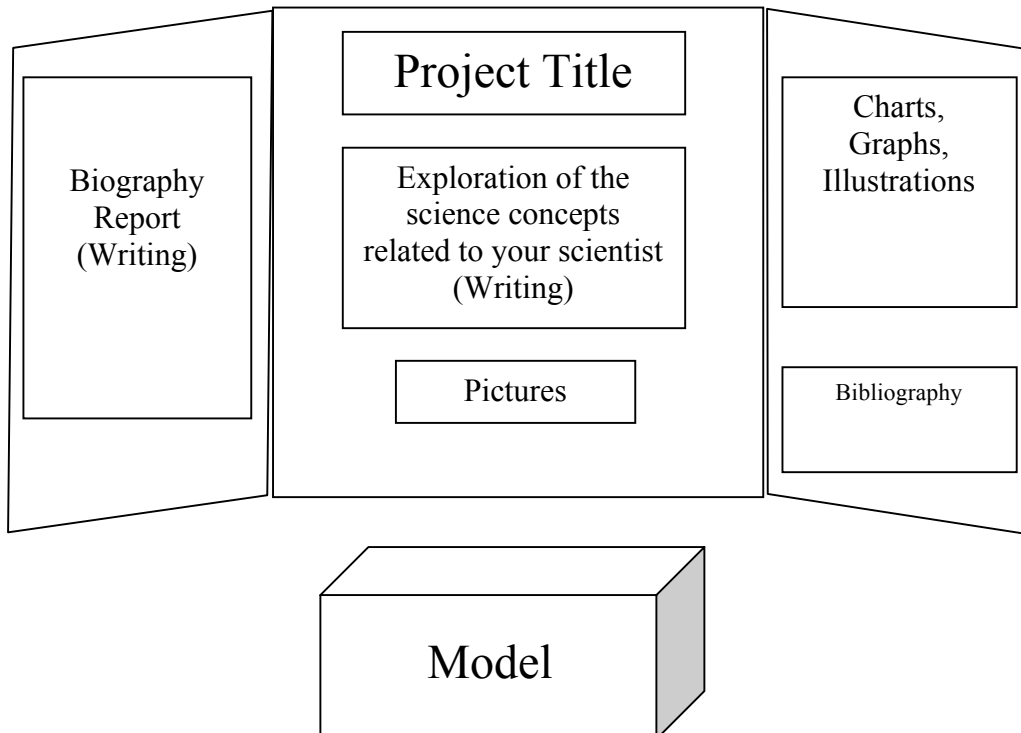 Biography
Report
(Writing)
Project Title
Exploration of the
science concepts
related to your scientist
(Writing)
Pictures
Charts,
Graphs,
Illustrations
Bibliography
Model